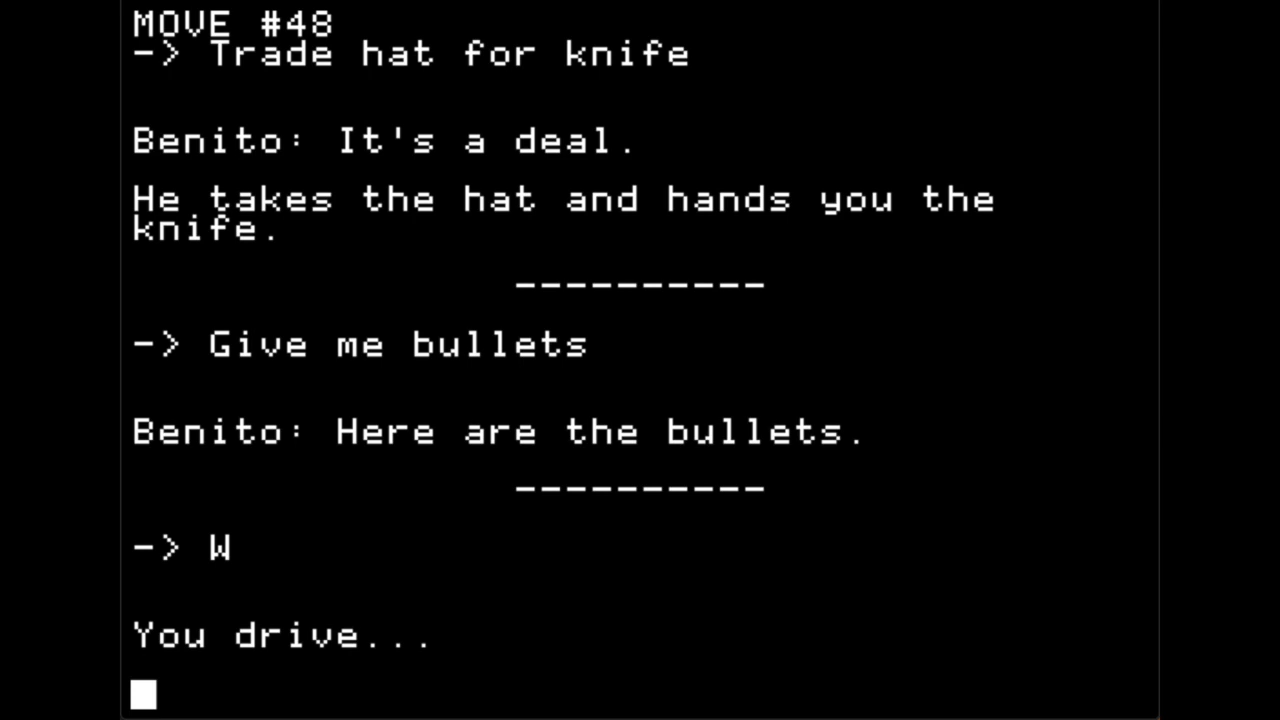 MOVE #48
-> Trade hat for knife
Benito: It's a deal.
He takes the hat and hands you the
knife.
----------
-> Give me bullets
Benito: Here are the bullets.
----------
-> W
You drive...